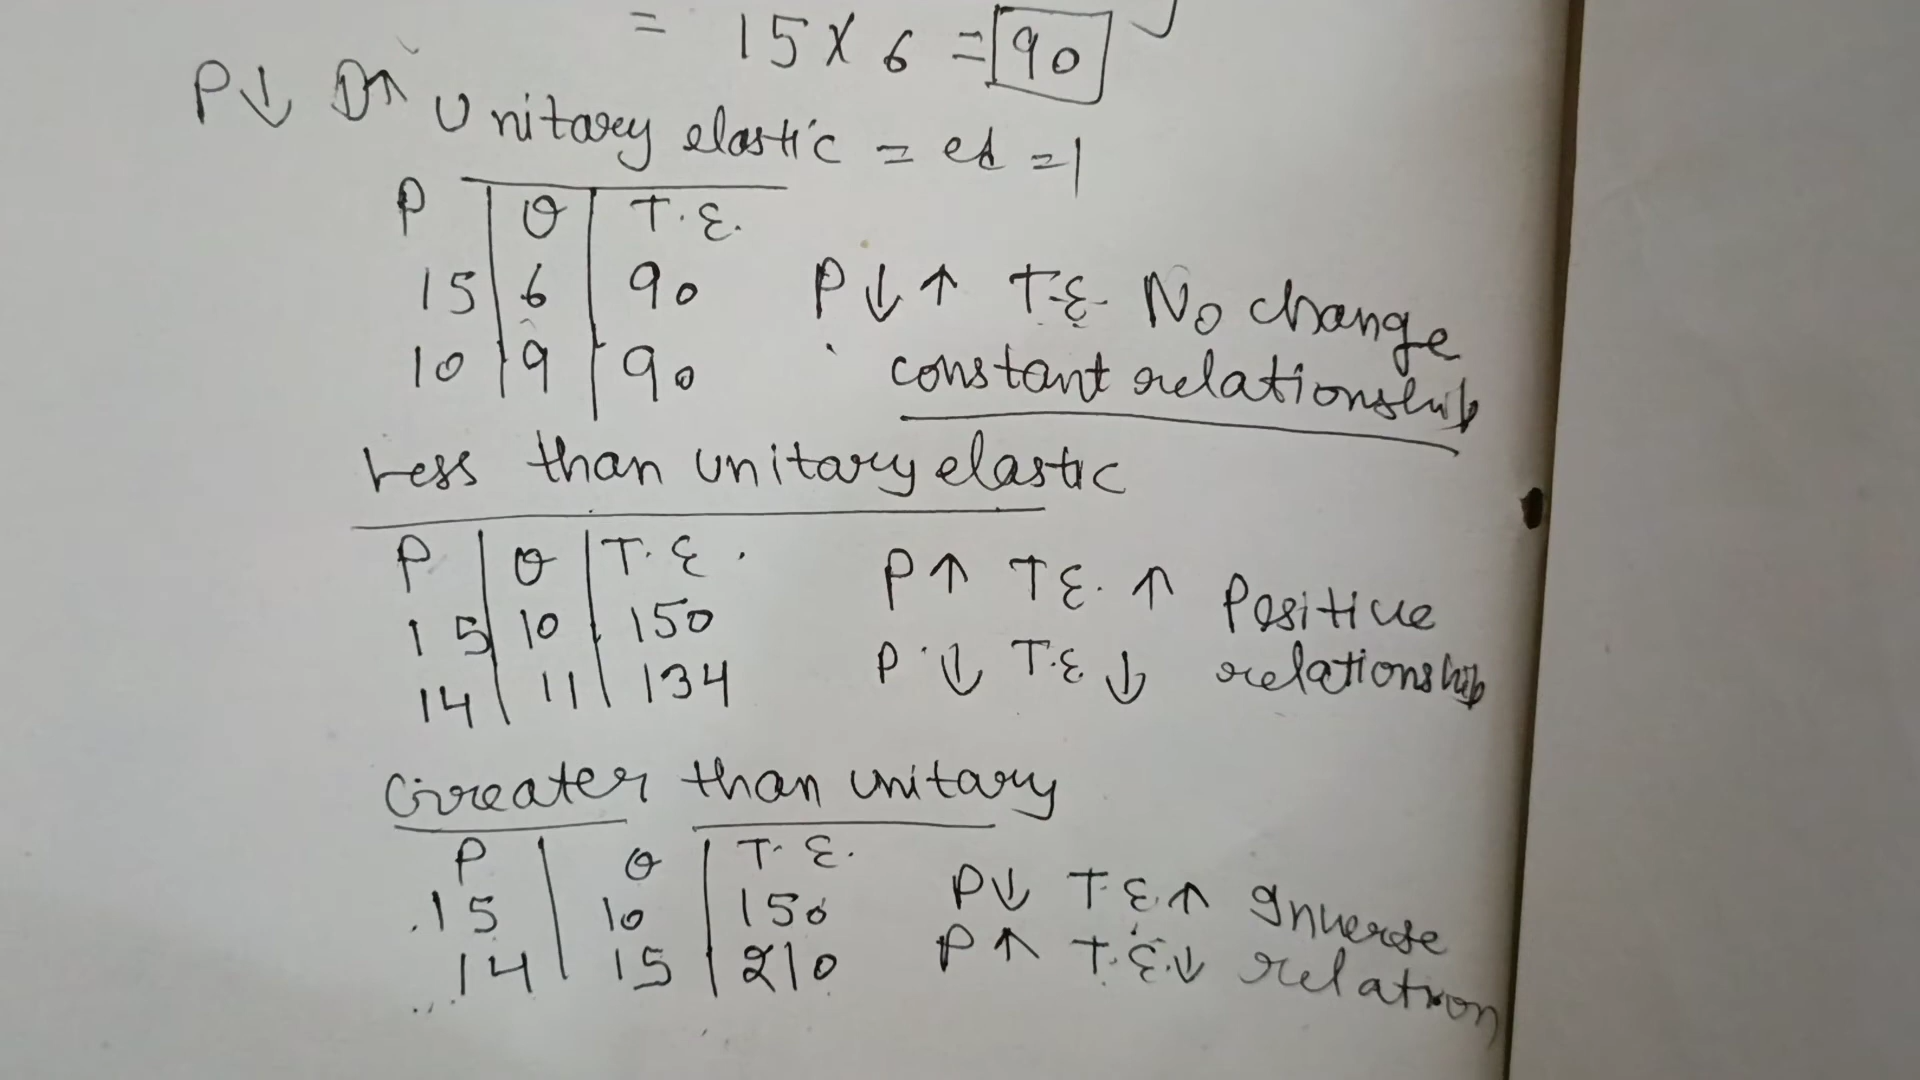 = 15 X 6 = 90
P↓ D↑ Unitary elastic = ed = 1
P Q T.E.
15 6 90
10 9 90
P↓↑ T.E. No change
constant relationship
Less than unitary elastic
P Q T.E.
15 10 150
14 11 134
P↑ T.E. ↑ Positive
P↓ T.E ↓ relationship
Greater than unitary
P Q T.E.
15 10 150
14 15 210
P↓ T.E↑ Inverse
P↑ T.E.↓ relation